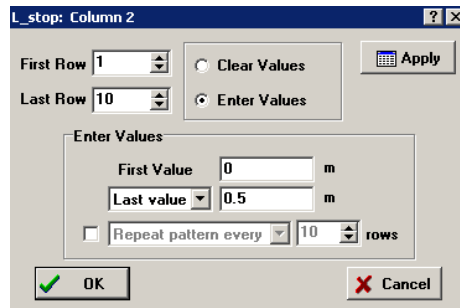 L_stop: Column 2
First Row 1
Clear Values
Apply
Last Row 10
Enter Values
Enter Values
First Value 0 m
Last value 0.5 m
Repeat pattern every 10 rows
OK
Cancel